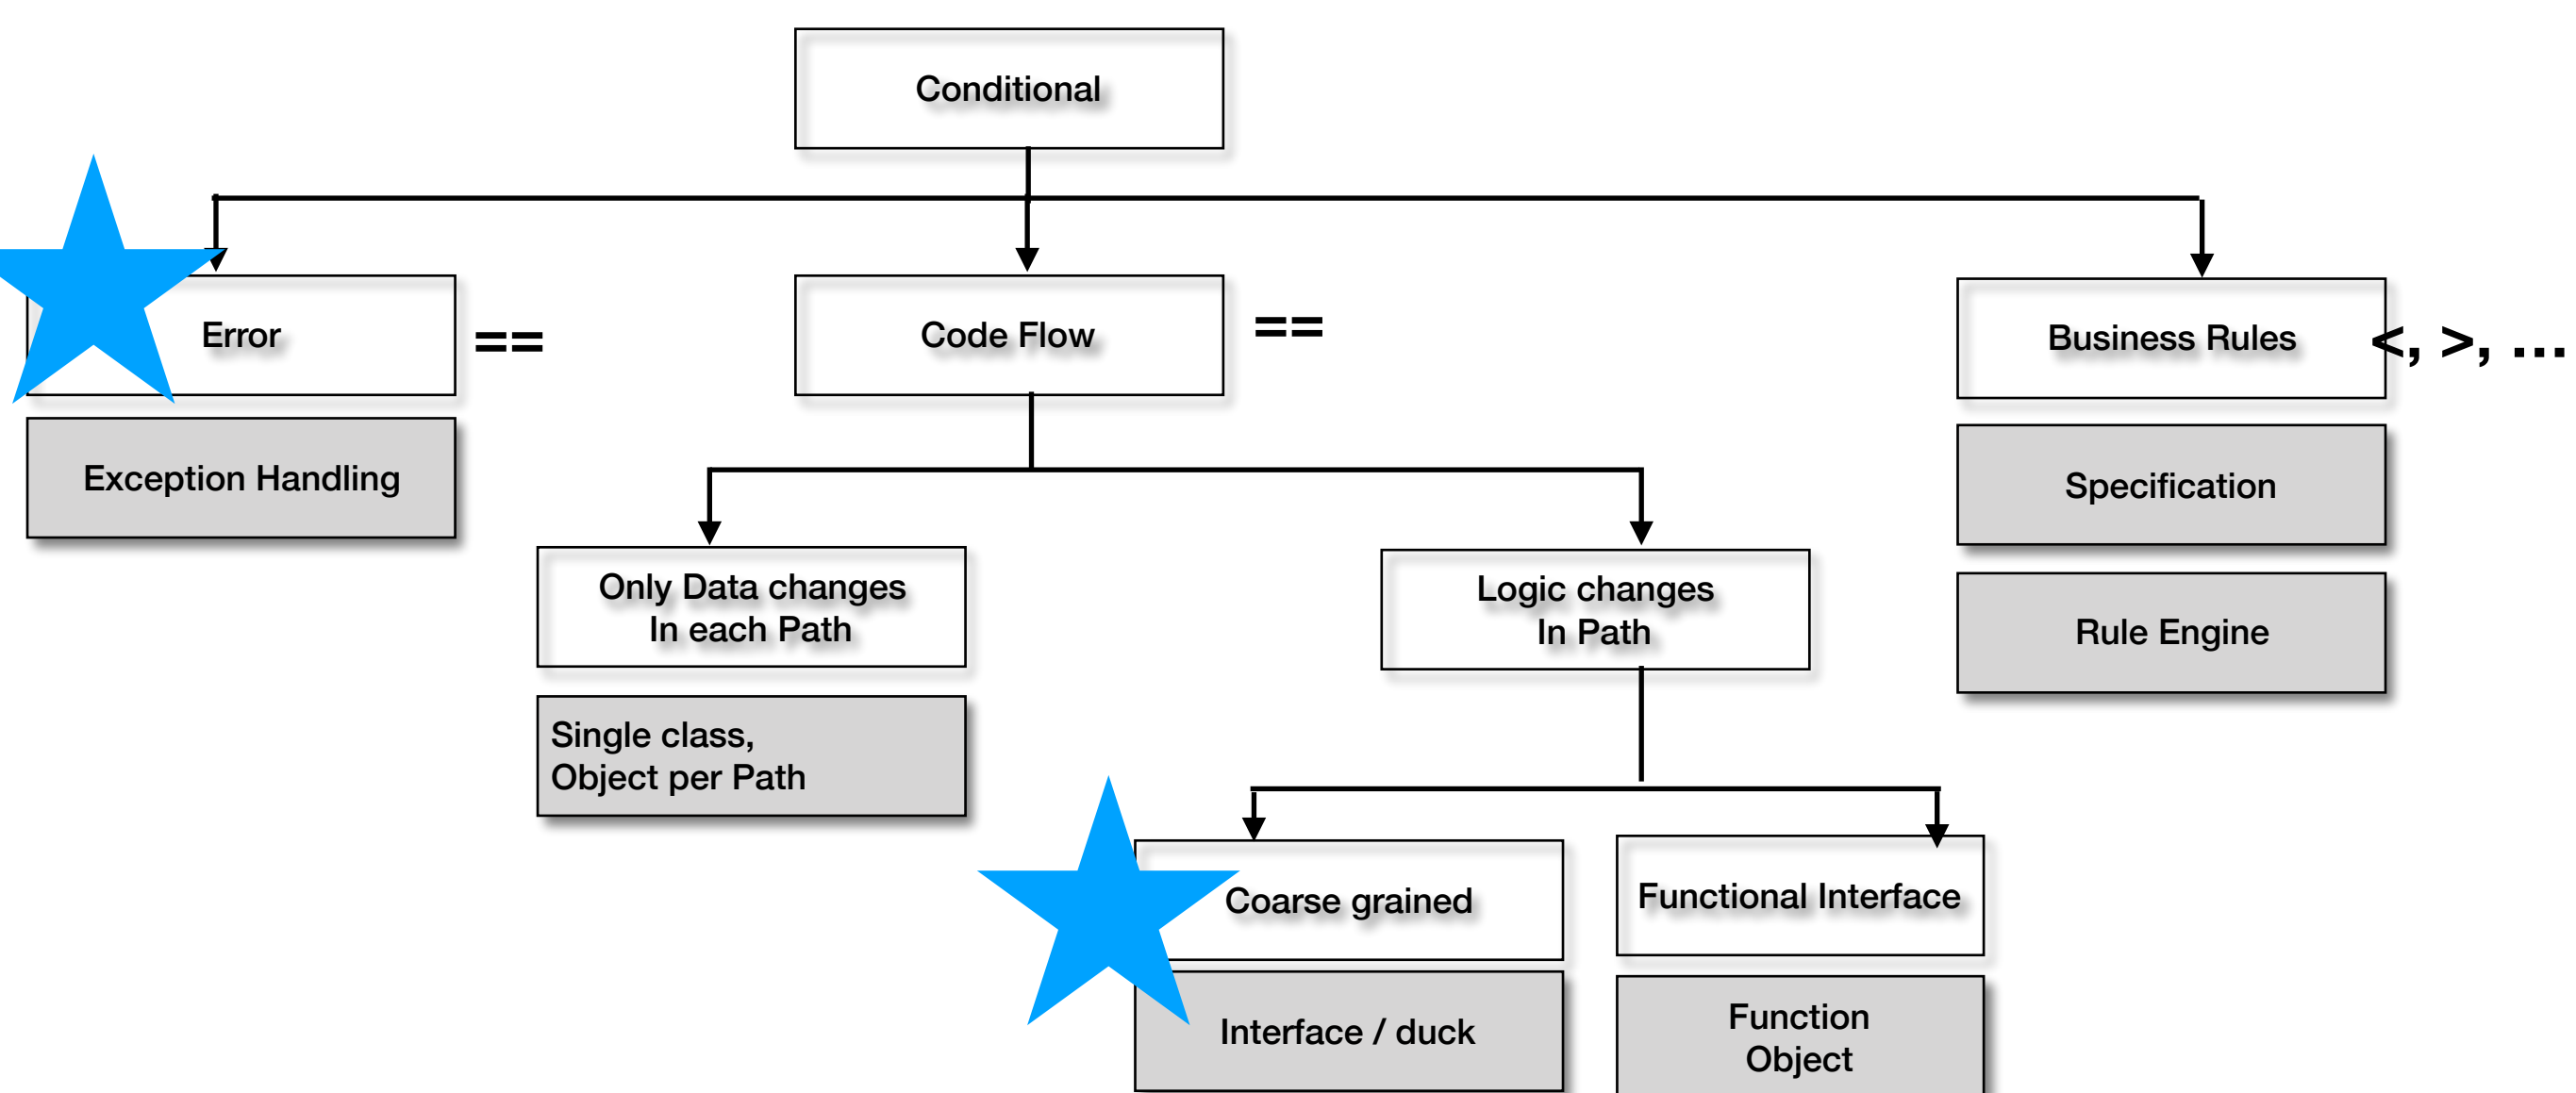 Conditional
Error
==
Code Flow
==
Business Rules
<, >, ...
Exception Handling
Specification
Only Data changes
In each Path
Logic changes
In Path
Rule Engine
Single class,
Object per Path
Coarse grained
Functional Interface
Interface / duck
Function
Object